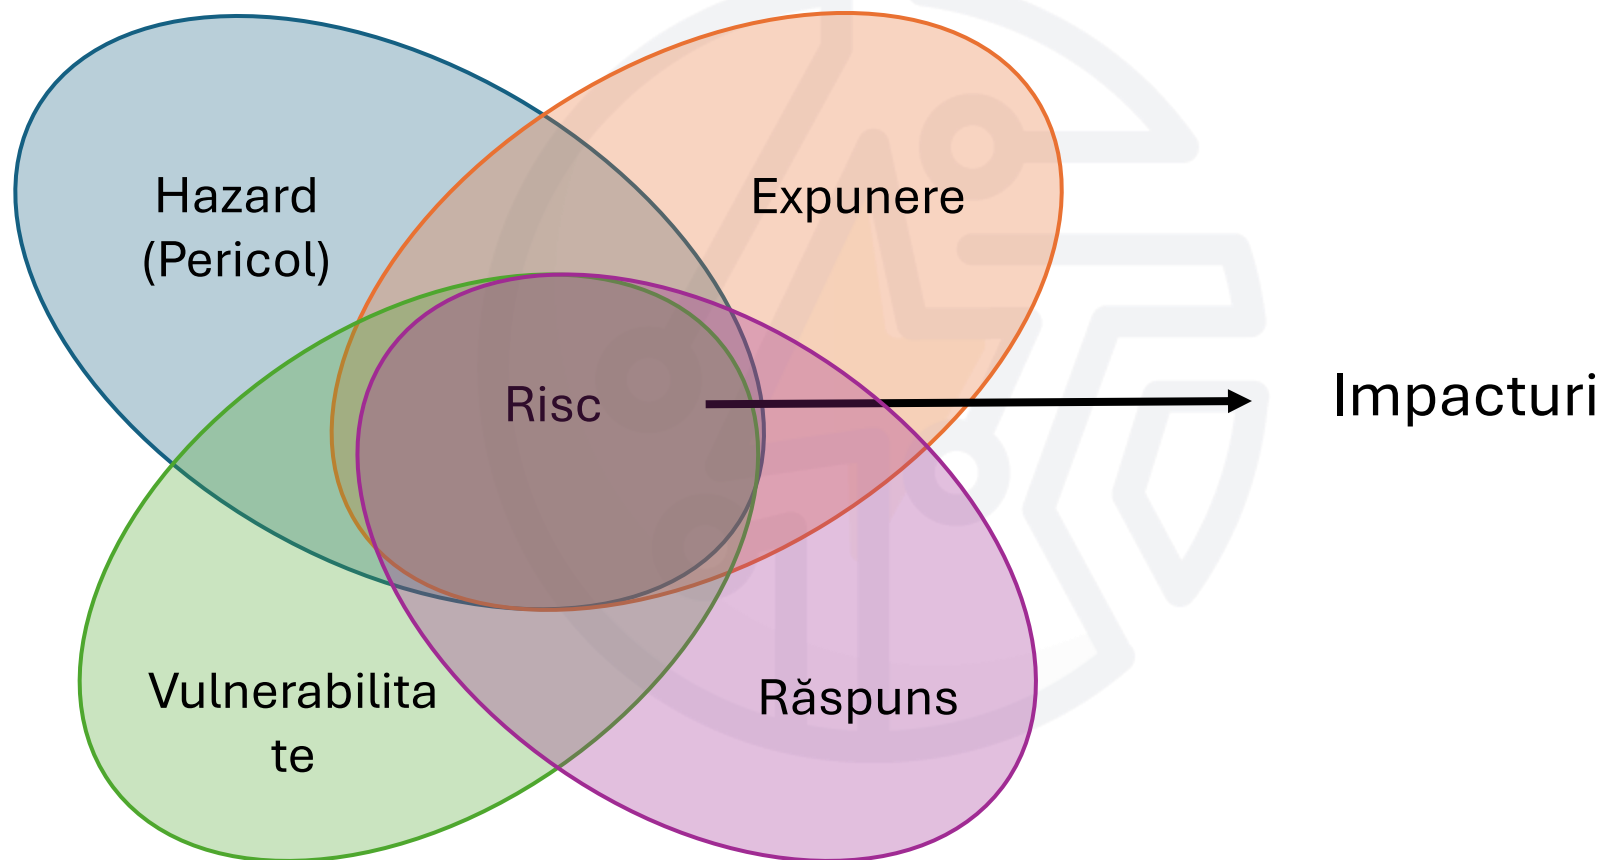 Hazard
(Pericol)
Expunere
Risc
Impacturi
Vulnerabilita
te
Răspuns